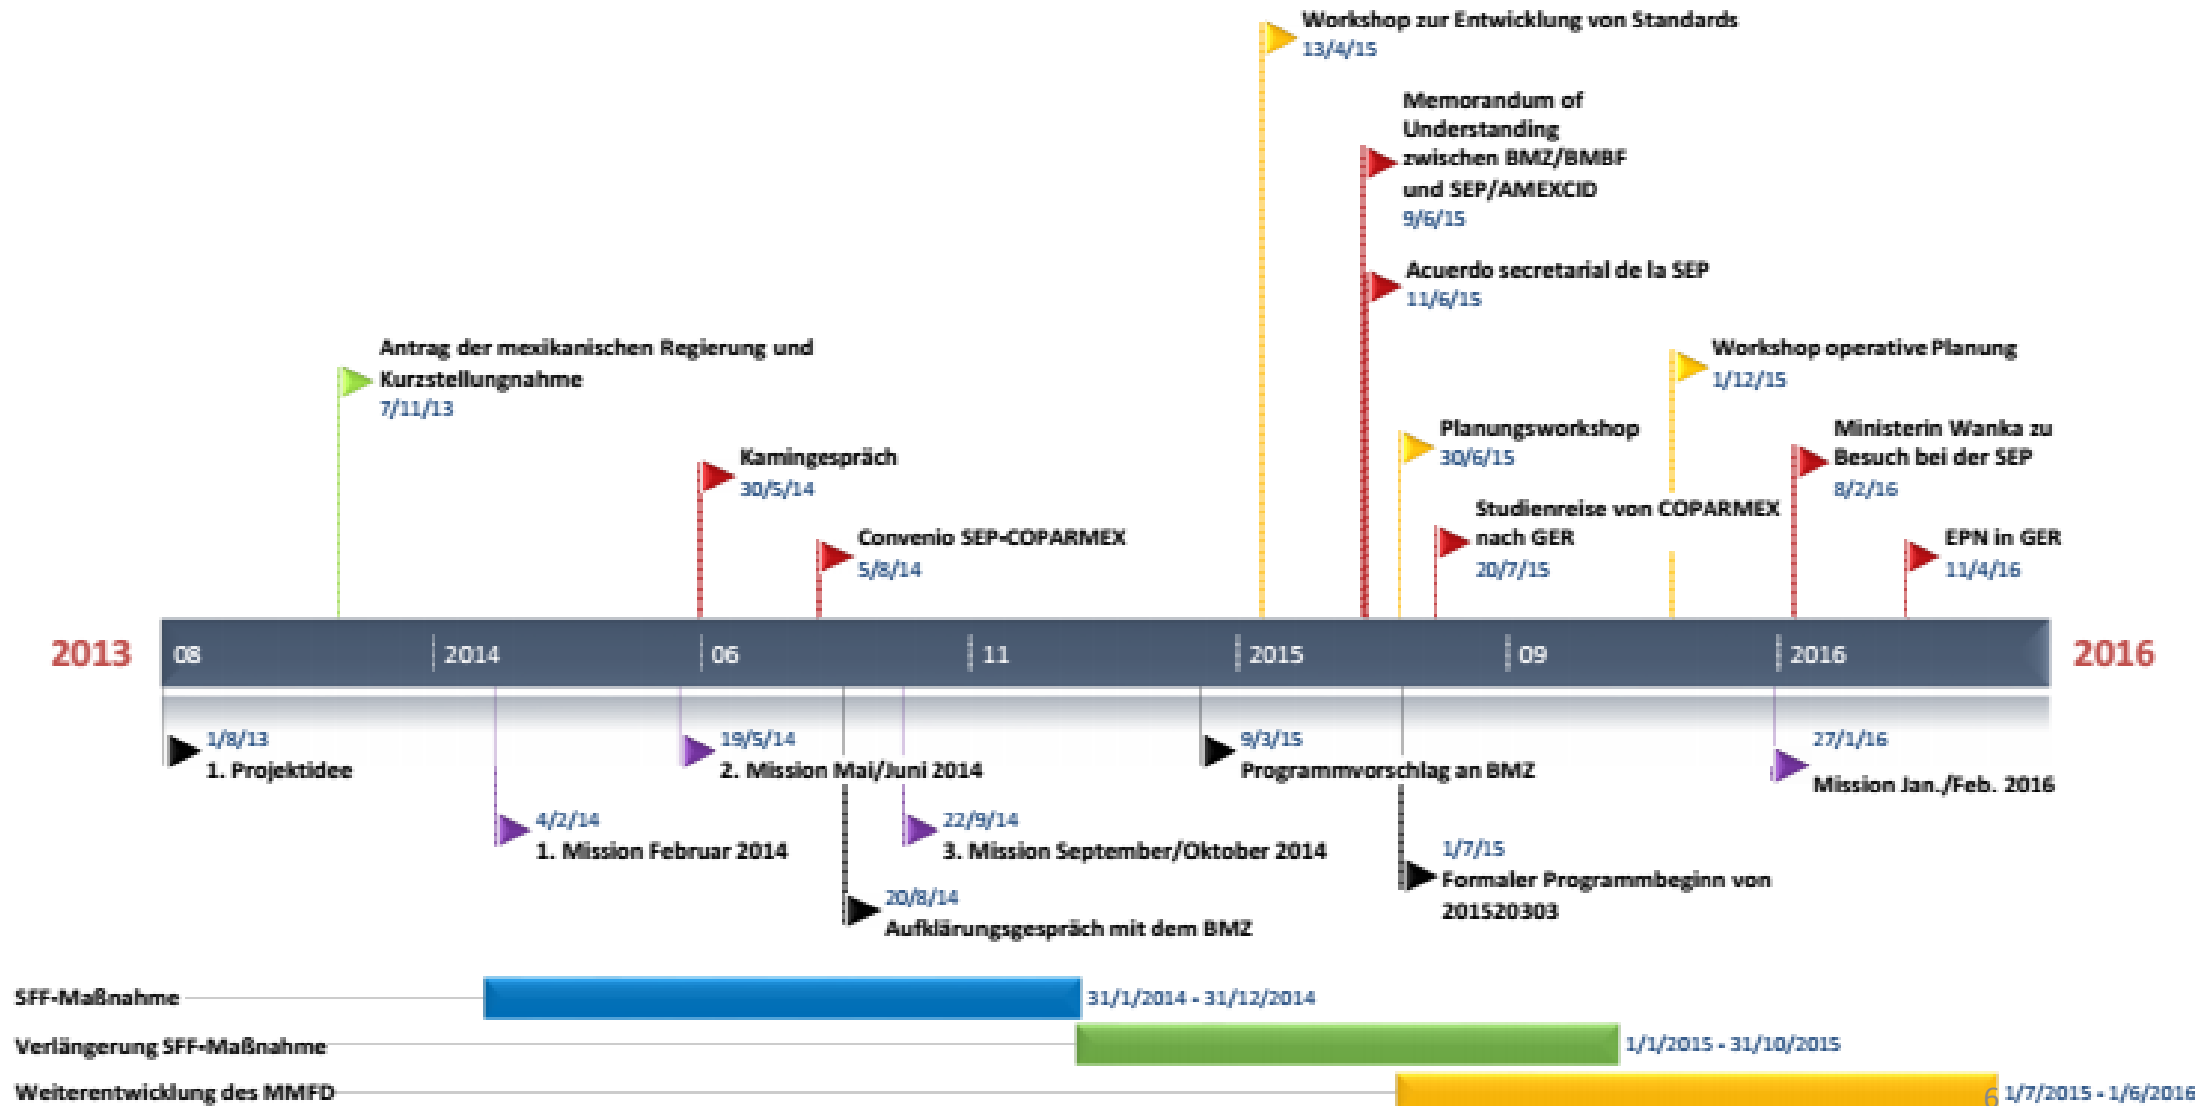 Workshop zur Entwicklung von Standards
13/4/15
Memorandum of
Understanding
zwischen BMZ/BMBF
und SEP/AMEXCID
9/6/15
Acuerdo secretarial de la SEP
11/6/15
Antrag der mexikanischen Regierung und
Kurzstellungnahme
7/11/13
Workshop operative Planung
1/12/15
Planungsworkshop
30/6/15
Ministerin Wanka zu
Besuch bei der SEP
8/2/16
Kamingespräch
30/5/14
Studienreise von COPARMEX
nach GER
20/7/15
Convenio SEP-COPARMEX
5/8/14
EPN in GER
11/4/16
2013 08 2014 06 11 2015 09 2016 2016
1/8/13
1. Projektidee
19/5/14
2. Mission Mai/Juni 2014
9/3/15
Programmvorschlag an BMZ
27/1/16
Mission Jan./Feb. 2016
4/2/14
1. Mission Februar 2014
22/9/14
3. Mission September/Oktober 2014
1/7/15
Formaler Programmbeginn von
201520303
20/8/14
Aufklärungsgespräch mit dem BMZ
SFF-Maßnahme 31/1/2014 - 31/12/2014
Verlängerung SFF-Maßnahme 1/1/2015 - 31/10/2015
Weiterentwicklung des MMFD 6 1/7/2015 - 1/6/2016